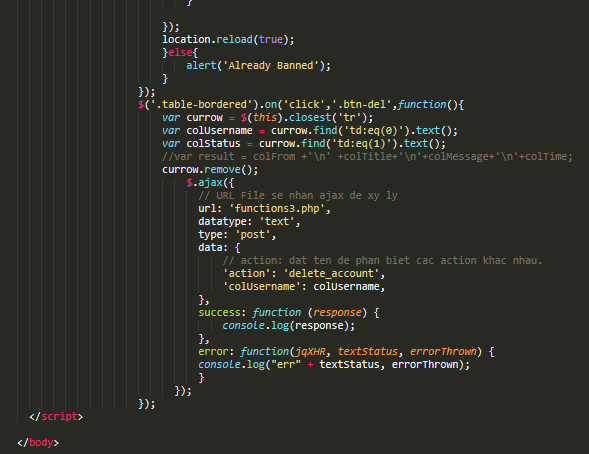 }
});
location.reload(true);
}else{
alert('Already Banned');
}
});
$('.table-bordered').on('click','.btn-del',function(){
var currow = $(this).closest('tr');
var colUsername = currow.find('td:eq(0)').text();
var colStatus = currow.find('td:eq(1)').text();
//var result = colFrom +'\n' +colTitle+'\n'+colMessage+'\n'+colTime;
currow.remove();
$.ajax({
// URL File se nhan ajax de xy ly
url: 'functions3.php',
datatype: 'text',
type: 'post',
data: {
// action: dat ten de phan biet cac action khac nhau.
'action': 'delete_account',
'colUsername': colUsername,
},
success: function (response) {
console.log(response);
},
error: function(jqXHR, textStatus, errorThrown) {
console.log("err" + textStatus, errorThrown);
}
});
});
</script>
</body>